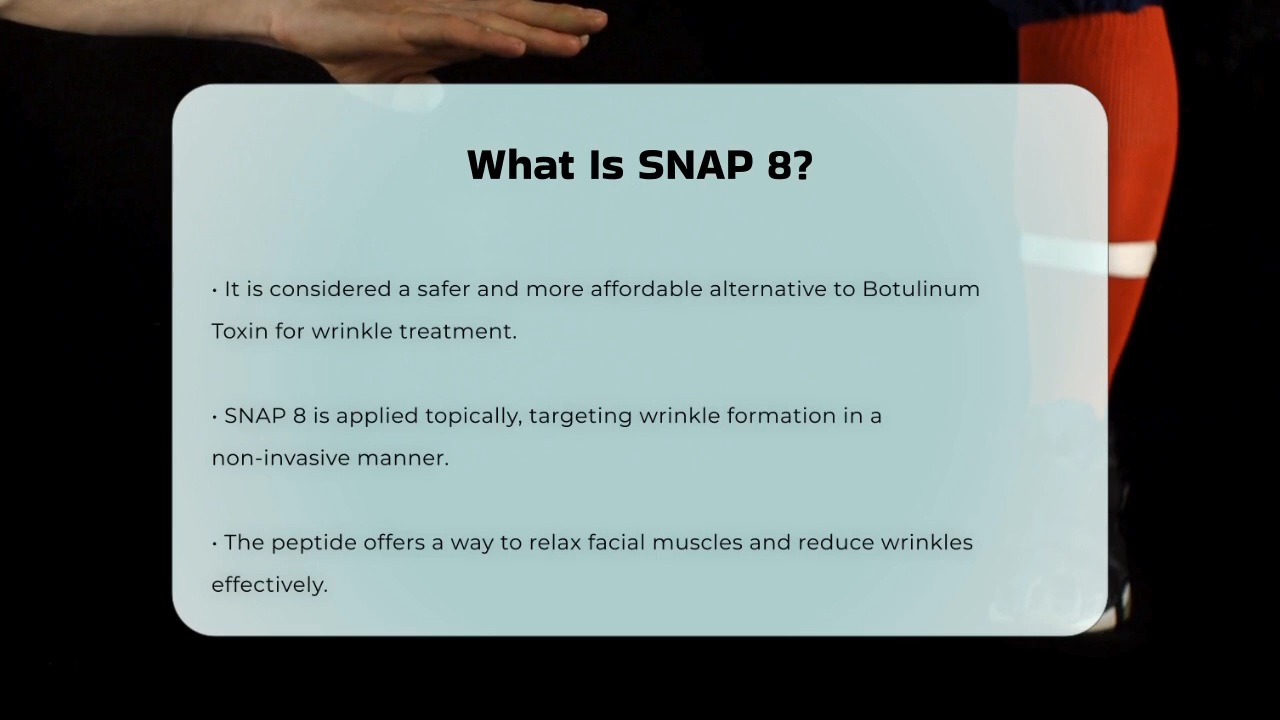 What Is SNAP 8?
• It is considered a safer and more affordable alternative to Botulinum
Toxin for wrinkle treatment.
• SNAP 8 is applied topically, targeting wrinkle formation in a
non-invasive manner.
• The peptide offers a way to relax facial muscles and reduce wrinkles
effectively.